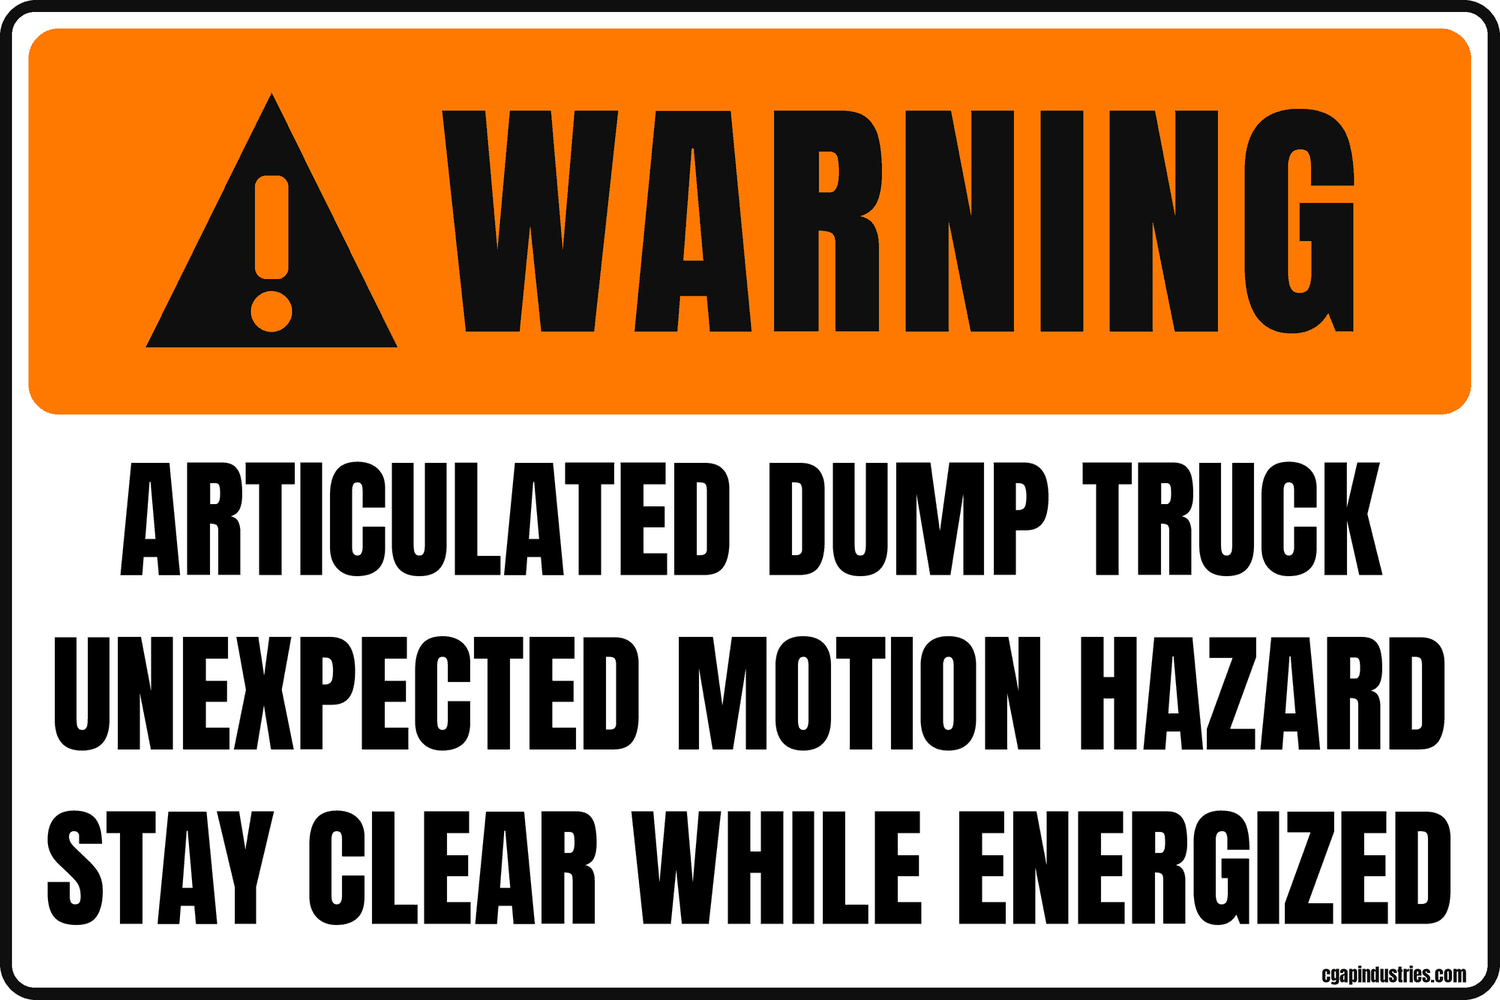 WARNING
ARTICULATED DUMP TRUCK
UNEXPECTED MOTION HAZARD
STAY CLEAR WHILE ENERGIZED
cgapindustries.com